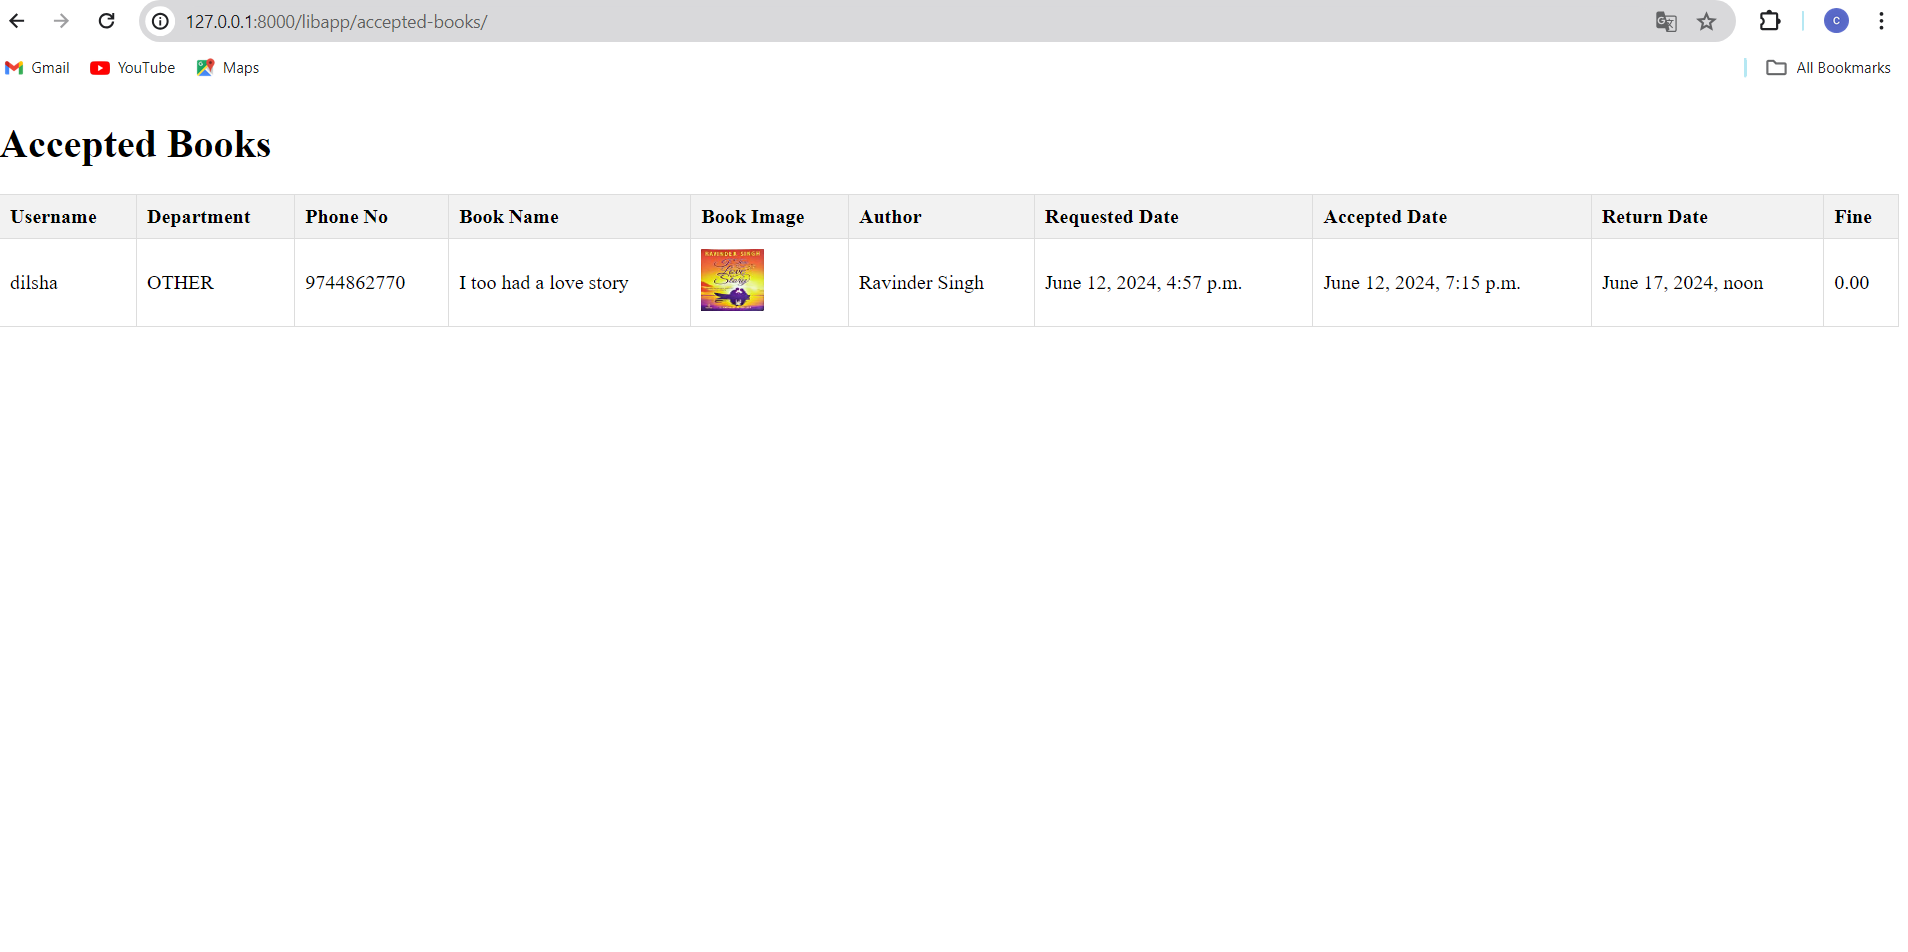 127.0.0.1:8000/libapp/accepted-books/
C
Gmail YouTube Maps All Bookmarks
Accepted Books
Username Department Phone No Book Name Book Image Author Requested Date Accepted Date Return Date Fine
RAVINDER SINGH
Love
Story
dilsha OTHER 9744862770 I too had a love story Ravinder Singh June 12, 2024, 4:57 p.m. June 12, 2024, 7:15 p.m. June 17, 2024, noon 0.00